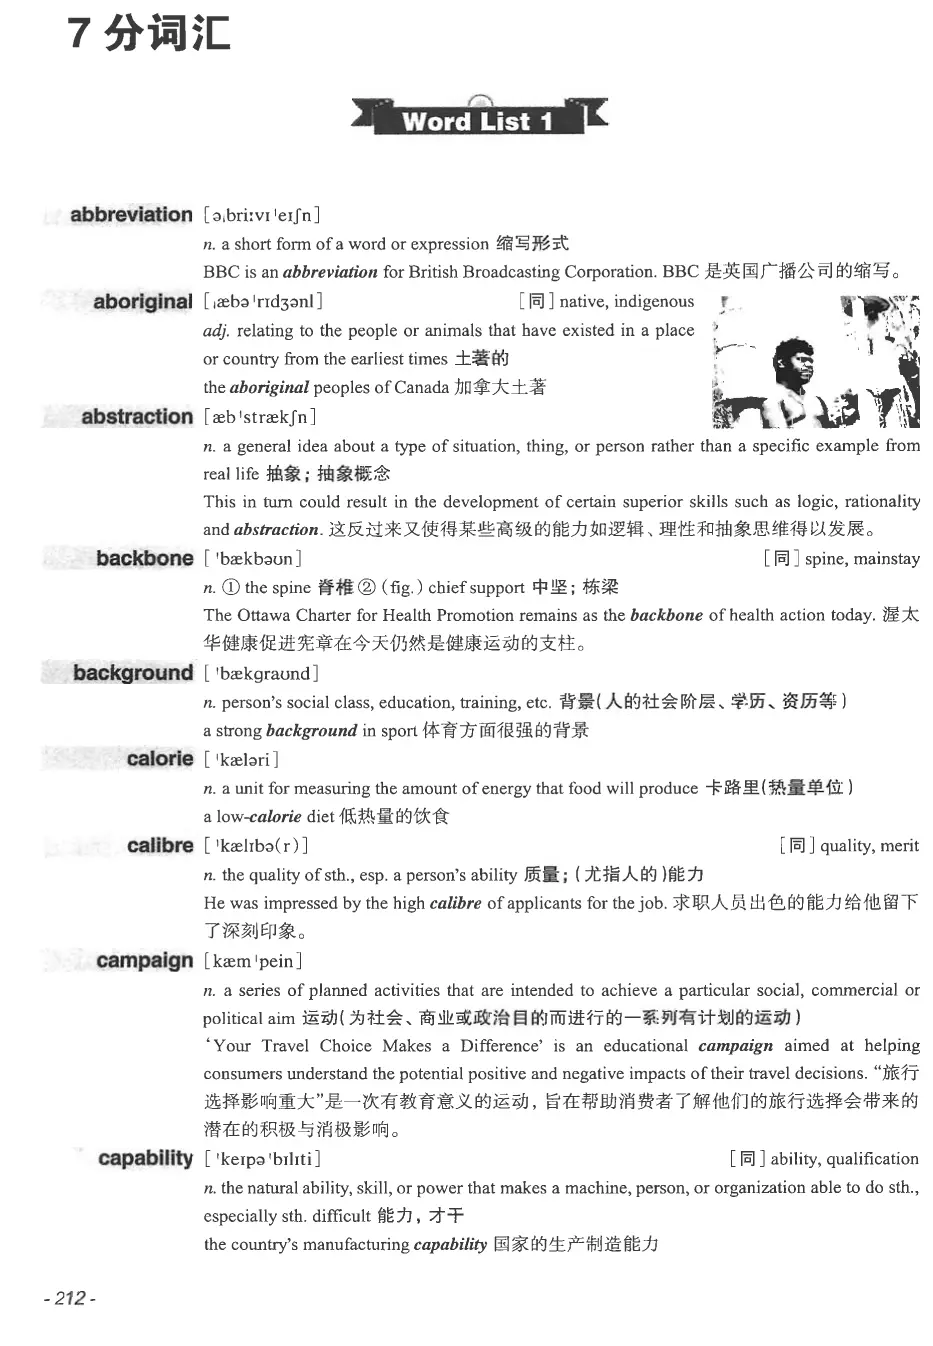 7 分词汇
Word List 1
abbreviation [əˌbriːvɪˈeɪʃn]
n. a short form of a word or expression 缩写形式
BBC is an abbreviation for British Broadcasting Corporation. BBC 是英国广播公司的缩写。
aboriginal [ˌæbəˈrɪdʒənl] [同] native, indigenous
adj. relating to the people or animals that have existed in a place
or country from the earliest times 土著的
the aboriginal peoples of Canada 加拿大土著
abstraction [æbˈstrækʃn]
n. a general idea about a type of situation, thing, or person rather than a specific example from
real life 抽象；抽象概念
This in turn could result in the development of certain superior skills such as logic, rationality
and abstraction. 这反过来又使得某些高级的能力如逻辑、理性和抽象思维得以发展。
backbone [ˈbækbəʊn] [同] spine, mainstay
n. ① the spine 脊椎 ② (fig.) chief support 中坚；栋梁
The Ottawa Charter for Health Promotion remains as the backbone of health action today. 渥太
华健康促进宪章在今天仍然是健康运动的支柱。
background [ˈbækgraʊnd]
n. person's social class, education, training, etc. 背景(人的社会阶层、学历、资历等)
a strong background in sport 体育方面很强的背景
calorie [ˈkæləri]
n. a unit for measuring the amount of energy that food will produce 卡路里(热量单位)
a low-calorie diet 低热量的饮食
calibre [ˈkælɪbə(r)] [同] quality, merit
n. the quality of sth., esp. a person's ability 质量；(尤指人的)能力
He was impressed by the high calibre of applicants for the job. 求职人员出色的能力给他留下
了深刻印象。
campaign [kæmˈpein]
n. a series of planned activities that are intended to achieve a particular social, commercial or
political aim 运动(为社会、商业或政治目的而进行的一系列有计划的运动)
‘Your Travel Choice Makes a Difference’ is an educational campaign aimed at helping
consumers understand the potential positive and negative impacts of their travel decisions. “旅行
选择影响重大”是一次有教育意义的运动，旨在帮助消费者了解他们的旅行选择会带来的
潜在的积极与消极影响。
capability [ˈkeɪpəˈbɪlɪti] [同] ability, qualification
n. the natural ability, skill, or power that makes a machine, person, or organization able to do sth.,
especially sth. difficult 能力，才干
the country's manufacturing capability 国家的生产制造能力
- 212 -